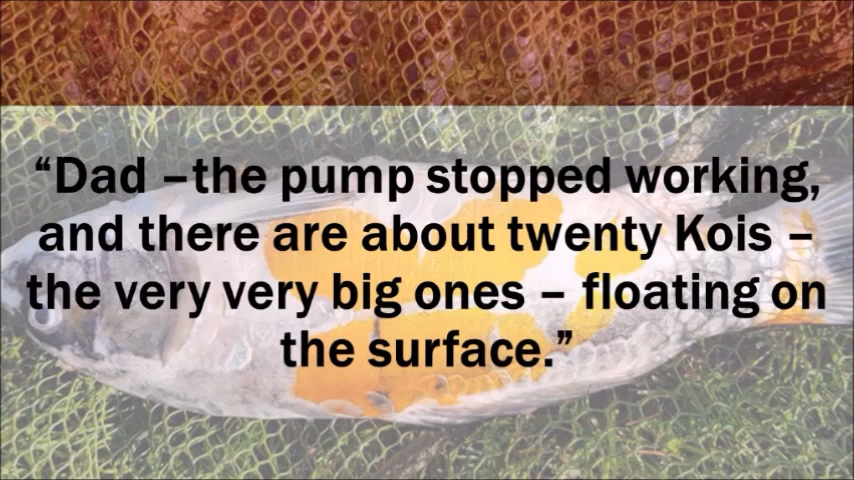 “Dad –the pump stopped working,
and there are about twenty Kois –
the very very big ones – floating on
the surface.”